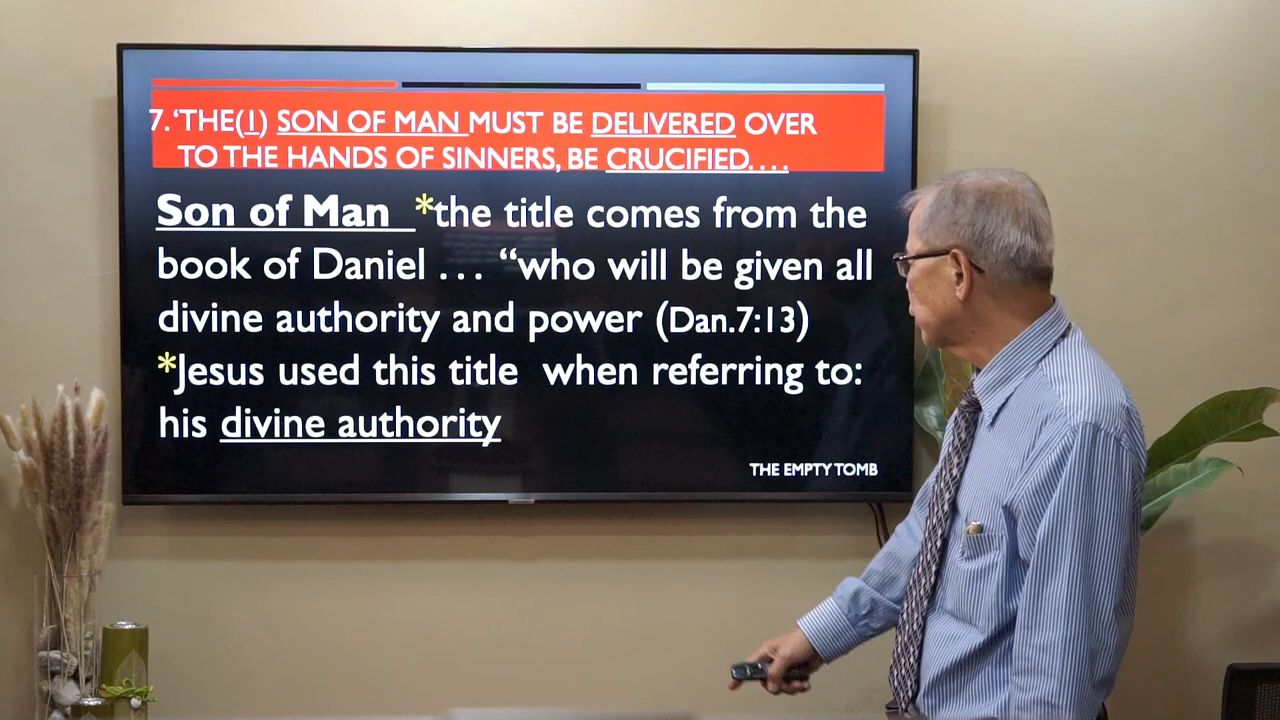 7.‘THE(1) SON OF MAN MUST BE DELIVERED OVER
TO THE HANDS OF SINNERS, BE CRUCIFIED....
Son of Man *the title comes from the
book of Daniel ... “who will be given all
divine authority and power (Dan.7:13)
*Jesus used this title when referring to:
his divine authority
THE EMPTY TOMB